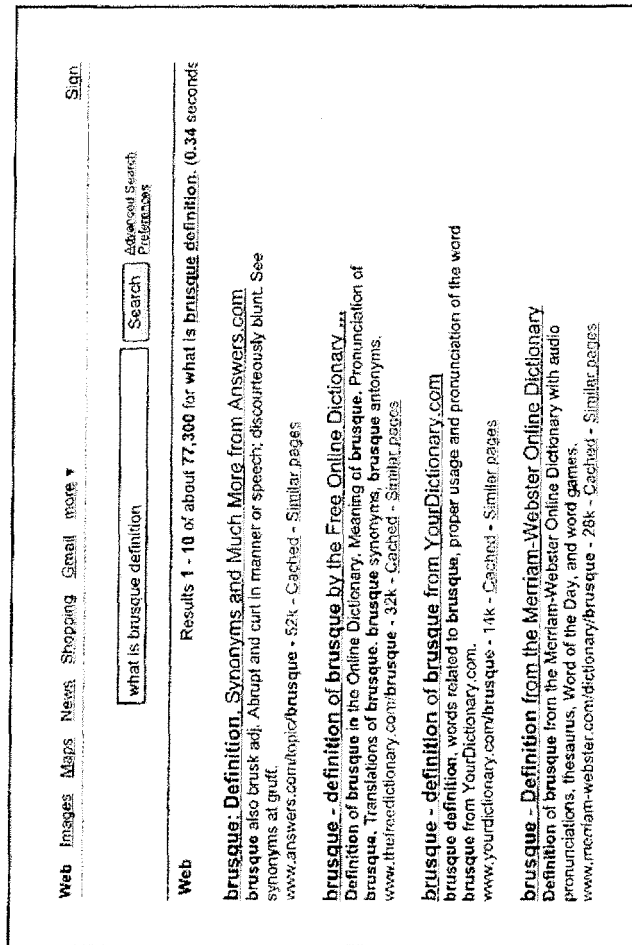 Web Images Maps News Shopping Gmail more ▼ Sign
what is brusque definition Search Advanced Search
Preferences
Web Results 1 - 10 of about 77,300 for what is brusque definition. (0.34 seconds
brusque: Definition, Synonyms and Much More from Answers.com
brusque also brusk adj. Abrupt and curt in manner or speech; discourteously blunt. See
synonyms at gruff.
www.answers.com/topic/brusque - 52k - Cached - Similar pages
brusque - definition of brusque by the Free Online Dictionary ...
Definition of brusque in the Online Dictionary. Meaning of brusque. Pronunciation of
brusque. Translations of brusque. brusque synonyms, brusque antonyms.
www.thefreedictionary.com/brusque - 32k - Cached - Similar pages
brusque - definition of brusque from YourDictionary.com
brusque definition, words related to brusque, proper usage and pronunciation of the word
brusque from YourDictionary.com.
www.yourdictionary.com/brusque - 14k - Cached - Similar pages
brusque - Definition from the Merriam-Webster Online Dictionary
Definition of brusque from the Merriam-Webster Online Dictionary with audio
pronunciations, thesaurus, Word of the Day, and word games.
www.merriam-webster.com/dictionary/brusque - 28k - Cached - Similar pages